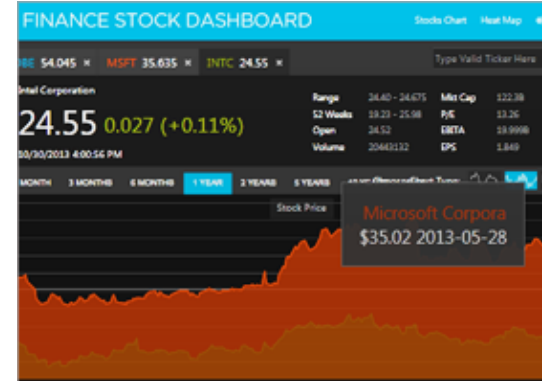 FINANCE STOCK DASHBOARD
Stocks Chart Heat Map
BE 54.045 × MSFT 35.635 × INTC 24.55 ×
Type Valid Ticker Here
Intel Corporation
24.55 0.027 (+0.11%)
10/30/2013 4:00:56 PM
Range 24.40 - 24.675 Mkt Cap 122.3B
52 Weeks 19.23 - 25.98 P/E 13.26
Open 24.52 EBITA 19.999B
Volume 20443132 EPS 1.849
MONTH 3 MONTHS 6 MONTHS 1 YEAR 2 YEARS 5 YEARS
Stock Price
Microsoft Corpora
$35.02 2013-05-28